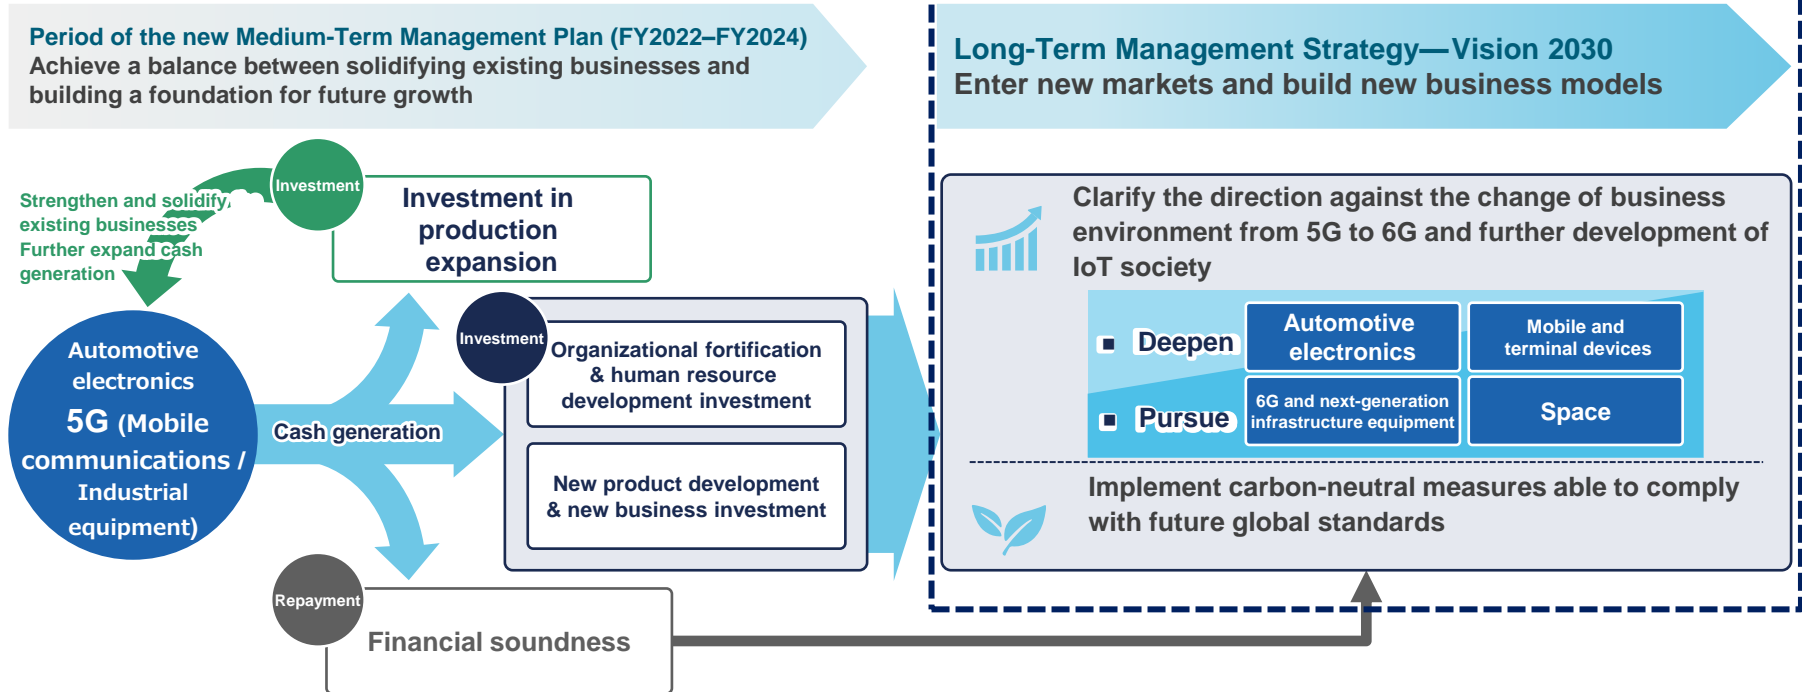 Period of the new Medium-Term Management Plan (FY2022–FY2024)
Achieve a balance between solidifying existing businesses and
building a foundation for future growth
Long-Term Management Strategy—Vision 2030
Enter new markets and build new business models
Strengthen and solidify
existing businesses
Further expand cash
generation
Investment
Investment in
production
expansion
Automotive
electronics
5G (Mobile
communications /
Industrial
equipment)
Cash generation
Investment
Organizational fortification
& human resource
development investment
New product development
& new business investment
Repayment
Financial soundness
Clarify the direction against the change of business
environment from 5G to 6G and further development of
IoT society
■ Deepen
Automotive
electronics
Mobile and
terminal devices
■ Pursue
6G and next-generation
infrastructure equipment
Space
Implement carbon-neutral measures able to comply
with future global standards